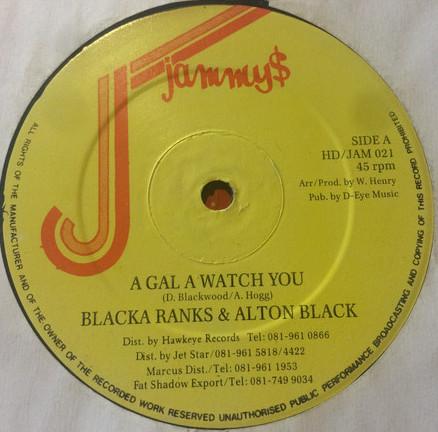 jammy$
SIDE A
HD/JAM 021
45 rpm
Arr/Prod. by W. Henry
Pub. by D-Eye Music
A GAL A WATCH YOU
(D. Blackwood/A. Hogg)
BLACKA RANKS & ALTON BLACK
Dist. by Hawkeye Records Tel: 081-961 0866
Dist. by Jet Star/081-961 5818/4422
Marcus Dist./Tel: 081-961 1953
Fat Shadow Export/Tel: 081-749 9034
ALL RIGHTS OF THE MANUFACTURER AND OF THE OWNER OF THE RECORDED WORK RESERVED UNAUTHORISED PUBLIC PERFORMANCE BROADCASTING AND COPYING OF THIS RECORD PROHIBITED